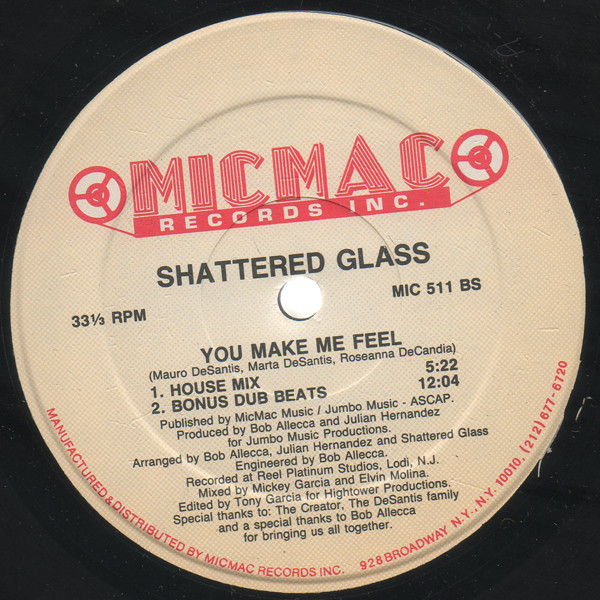 MICMAC
RECORDS INC.
SHATTERED GLASS
33⅓ RPM
MIC 511 BS
YOU MAKE ME FEEL
(Mauro DeSantis, Marta DeSantis, Roseanna DeCandia)
1. HOUSE MIX 5:22
2. BONUS DUB BEATS 12:04
Published by MicMac Music / Jumbo Music - ASCAP.
Produced by Bob Allecca and Julian Hernandez
for Jumbo Music Productions.
Arranged by Bob Allecca, Julian Hernandez and Shattered Glass
Engineered by Bob Allecca.
Recorded at Reel Platinum Studios, Lodi, N.J.
Mixed by Mickey Garcia and Elvin Molina.
Edited by Tony Garcia for Hightower Productions.
Special thanks to: The Creator, The DeSantis family
and a special thanks to Bob Allecca
for bringing us all together.
MANUFACTURED & DISTRIBUTED BY MICMAC RECORDS INC. 928 BROADWAY N.Y., N.Y. 10010. (212) 677-6720